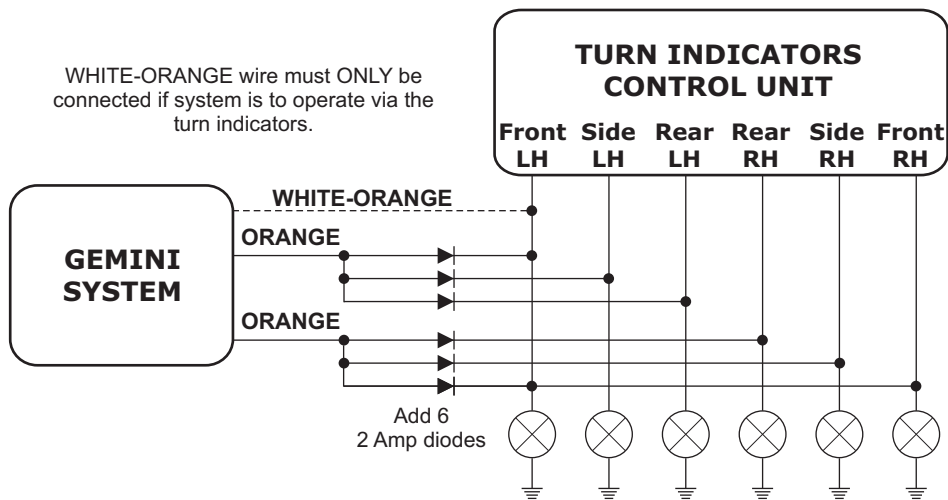 WHITE-ORANGE wire must ONLY be
connected if system is to operate via the
turn indicators.
TURN INDICATORS
CONTROL UNIT
Front Side Rear Rear Side Front
LH LH LH RH RH RH
WHITE-ORANGE
ORANGE
GEMINI
SYSTEM
ORANGE
Add 6
2 Amp diodes